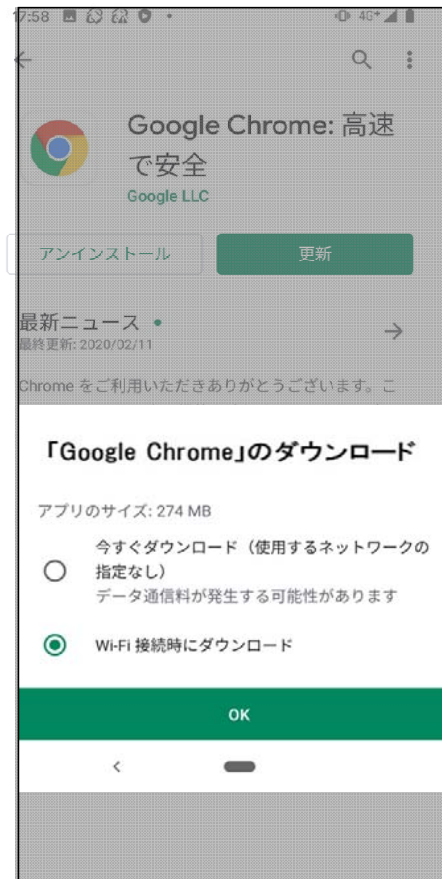 17:58 4G+
Google Chrome: 高速
で安全
Google LLC
アンインストール 更新
最新ニュース •
最終更新: 2020/02/11
Chrome をご利用いただきありがとうございます。こ
「Google Chrome」のダウンロード
アプリのサイズ: 274 MB
今すぐダウンロード（使用するネットワークの
指定なし）
データ通信料が発生する可能性があります
Wi-Fi 接続時にダウンロード
OK